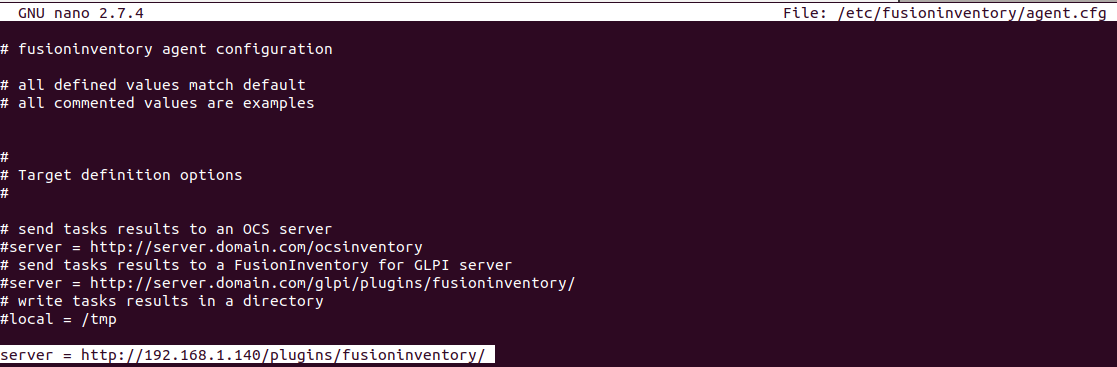 GNU nano 2.7.4 File: /etc/fusioninventory/agent.cfg
# fusioninventory agent configuration
# all defined values match default
# all commented values are examples
#
# Target definition options
#
# send tasks results to an OCS server
#server = http://server.domain.com/ocsinventory
# send tasks results to a FusionInventory for GLPI server
#server = http://server.domain.com/glpi/plugins/fusioninventory/
# write tasks results in a directory
#local = /tmp
server = http://192.168.1.140/plugins/fusioninventory/